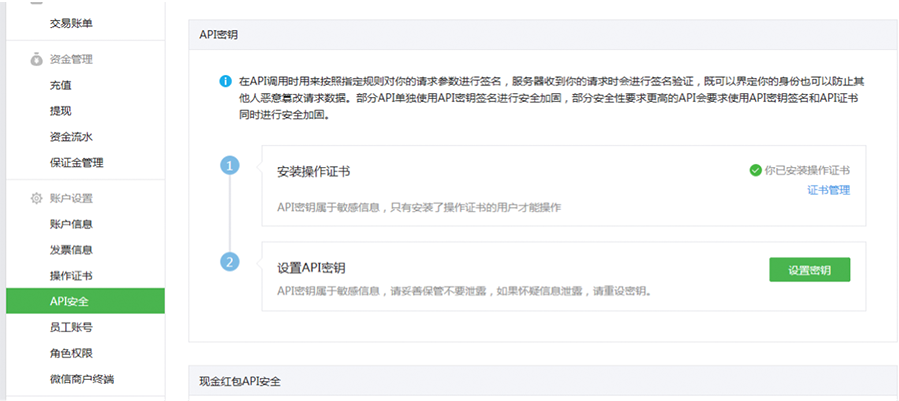 交易账单
资金管理
充值
提现
资金流水
保证金管理
账户设置
账户信息
发票信息
操作证书
API安全
员工账号
角色权限
微信商户终端
API密钥
在API调用时用来按照指定规则对你的请求参数进行签名，服务器收到你的请求时会进行签名验证，既可以界定你的身份也可以防止其
他人恶意篡改请求数据。部分API单独使用API密钥签名进行安全加固，部分安全性要求更高的API会要求使用API密钥签名和API证书
同时进行安全加固。
1
安装操作证书
你已安装操作证书
证书管理
API密钥属于敏感信息，只有安装了操作证书的用户才能操作
2
设置API密钥
设置密钥
API密钥属于敏感信息，请妥善保管不要泄露，如果怀疑信息泄露，请重设密钥。
现金红包API安全